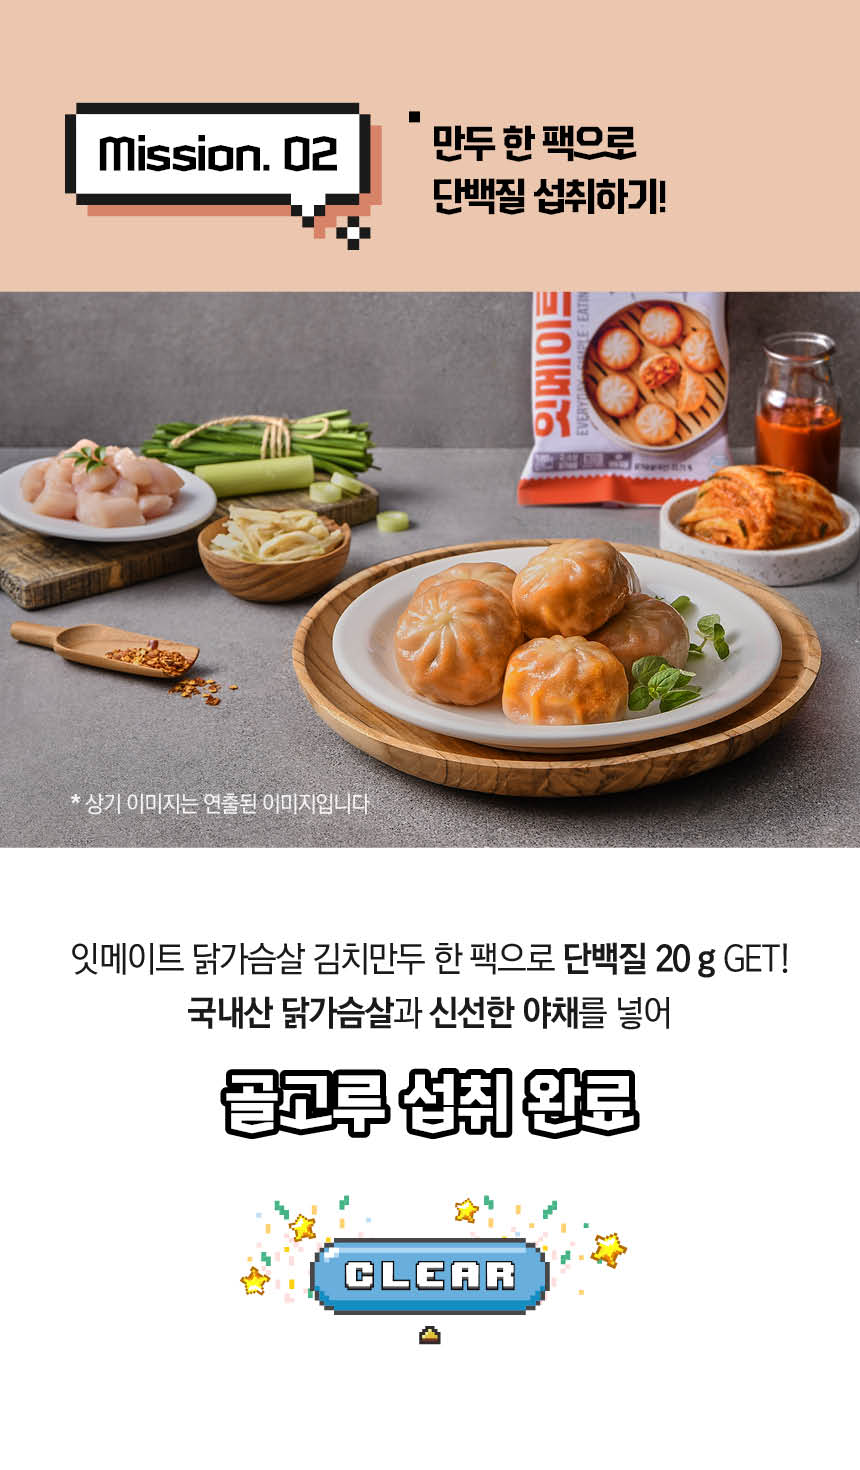 Mission. 02
만두 한 팩으로
단백질 섭취하기!
잇메이트
EVERYDAY SIMPLE EATIN
* 상기 이미지는 연출된 이미지입니다
잇메이트 닭가슴살 김치만두 한 팩으로 단백질 20 g GET!
국내산 닭가슴살과 신선한 야채를 넣어
골고루 섭취 완료
CLEAR